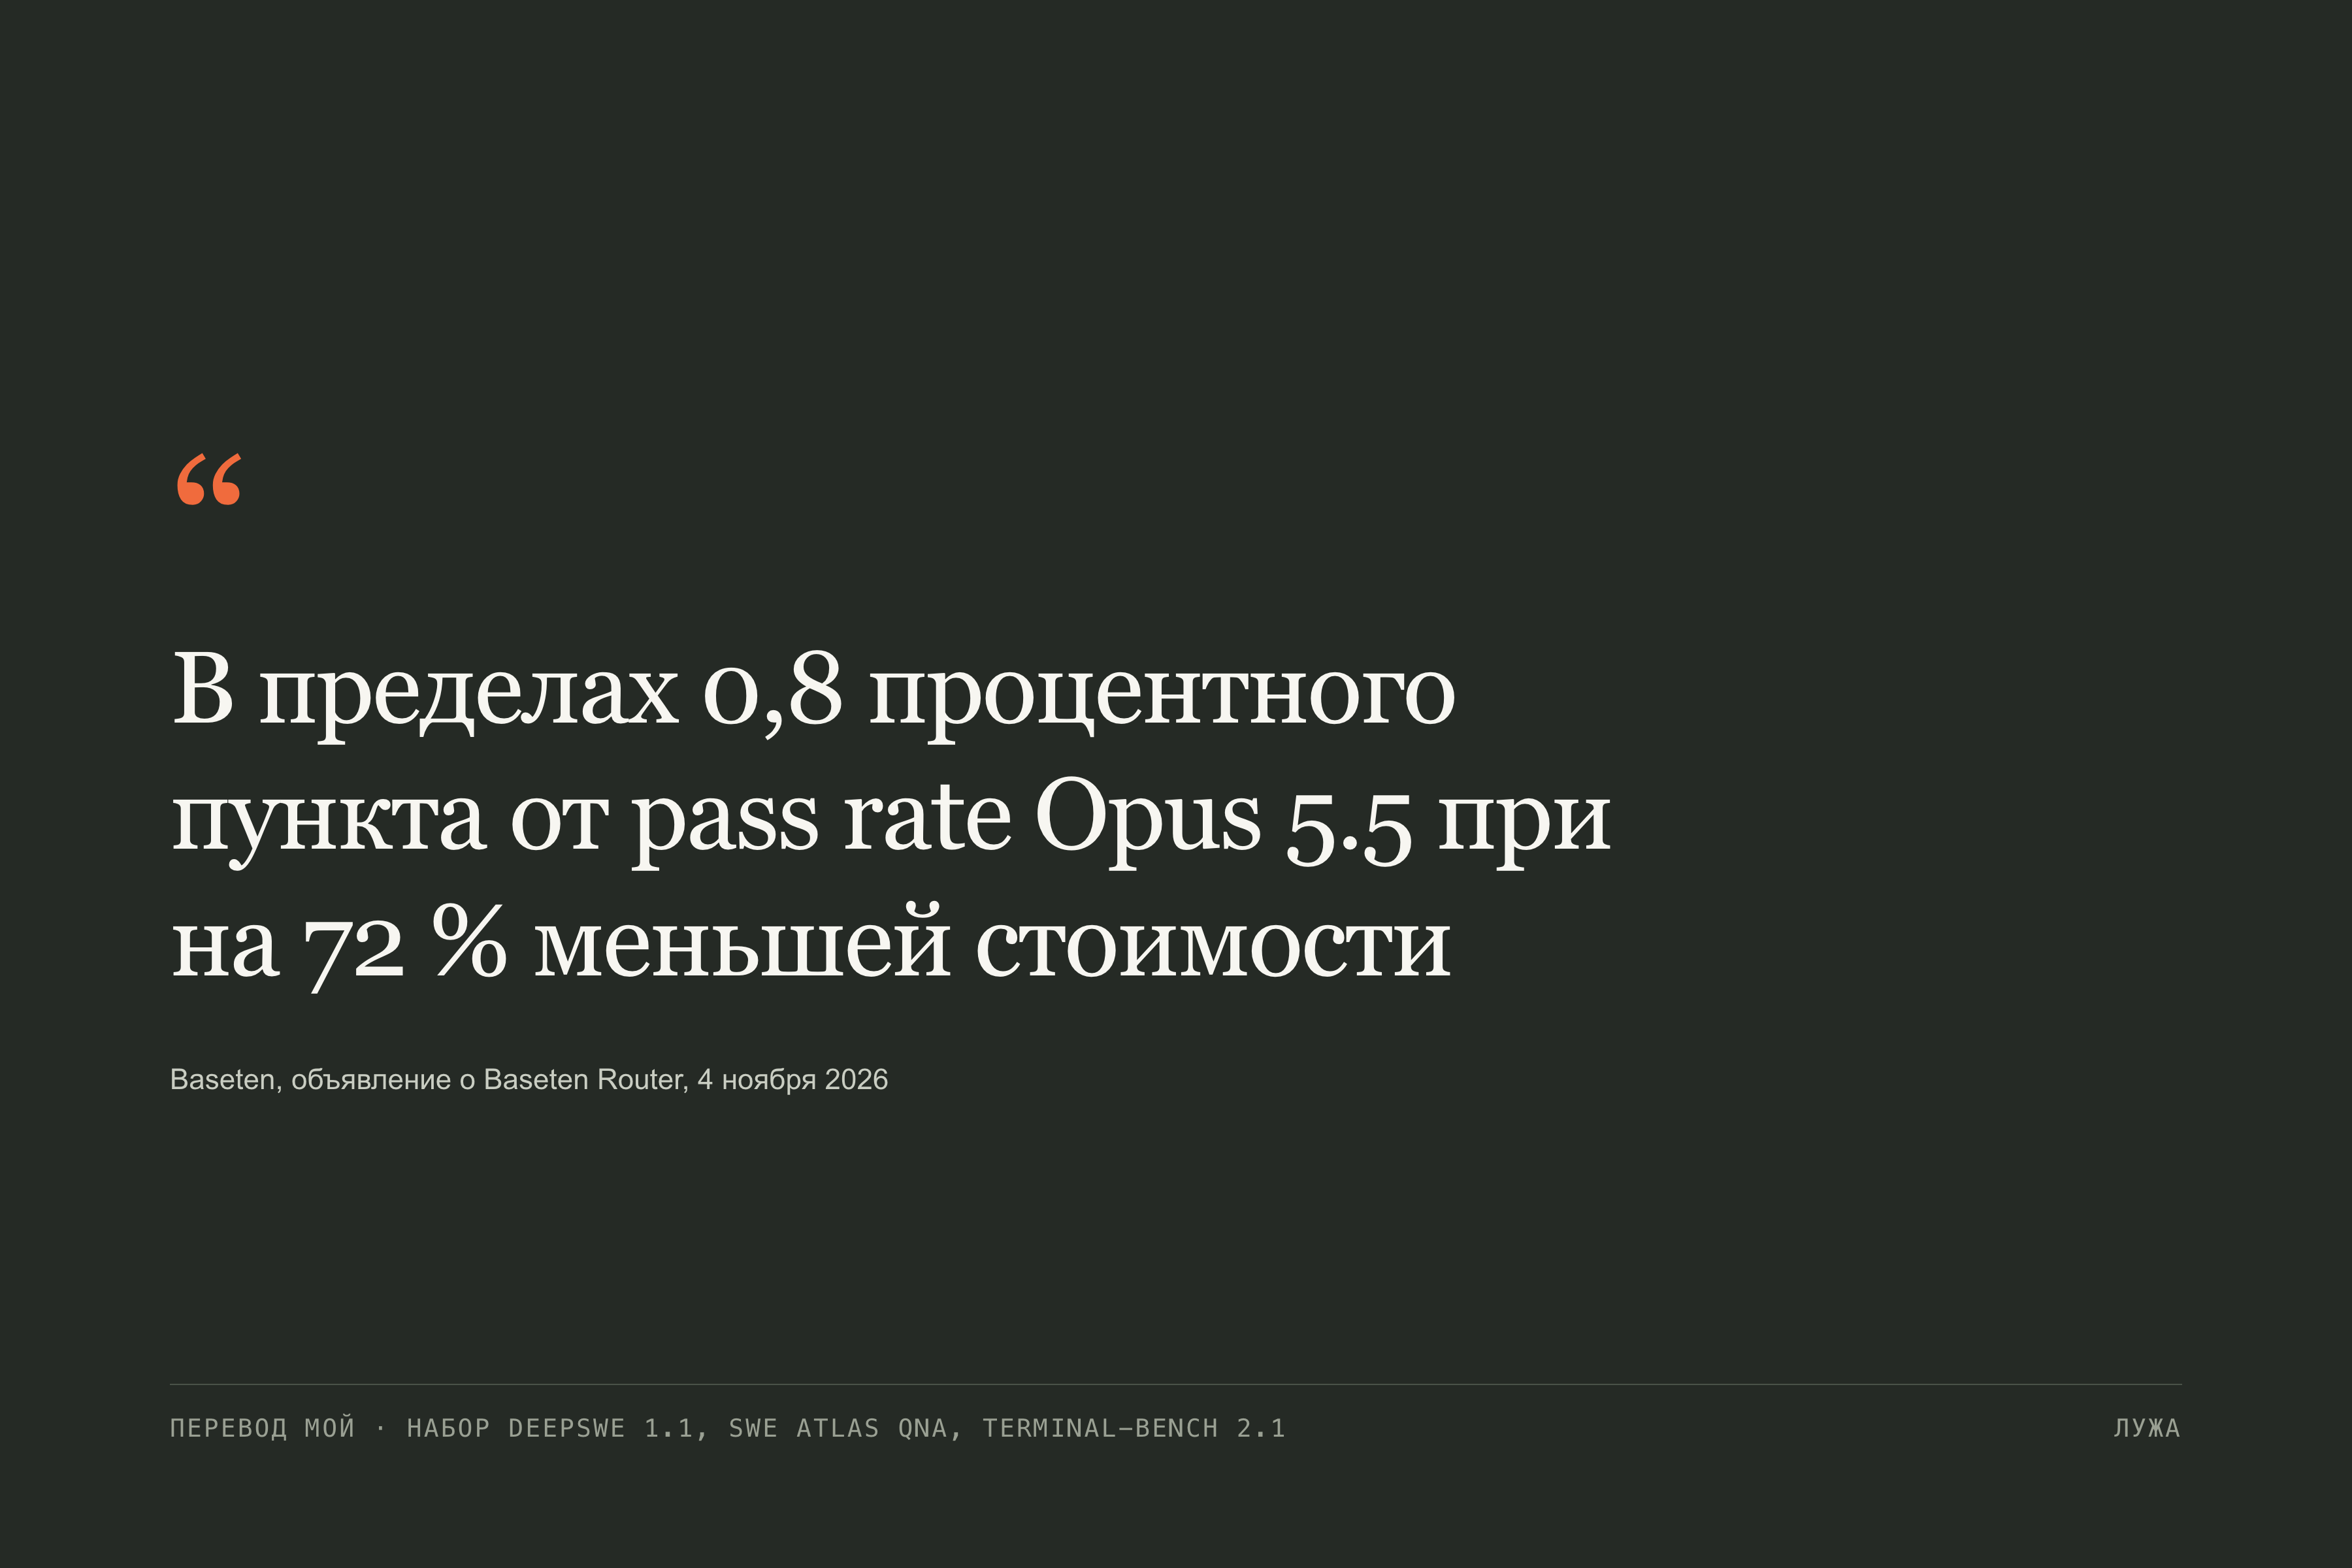 “
В пределах 0,8 процентного
пункта от pass rate Opus 5.5 при
на 72 % меньшей стоимости
Baseten, объявление о Baseten Router, 4 ноября 2026
ПЕРЕВОД МОЙ · НАБОР DEEPSWE 1.1, SWE ATLAS QNA, TERMINAL–BENCH 2.1
ЛУЖА